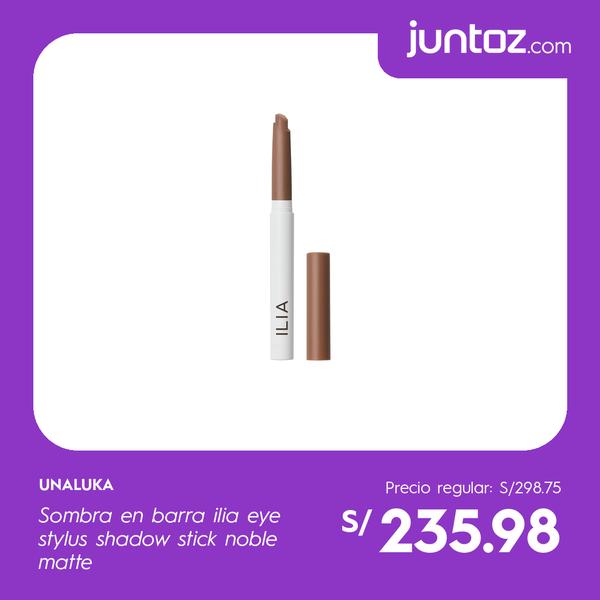 juntoz.com
ILIA
UNALUKA
Sombra en barra ilia eye
stylus shadow stick noble
matte
Precio regular: S/298.75
S/ 235.98